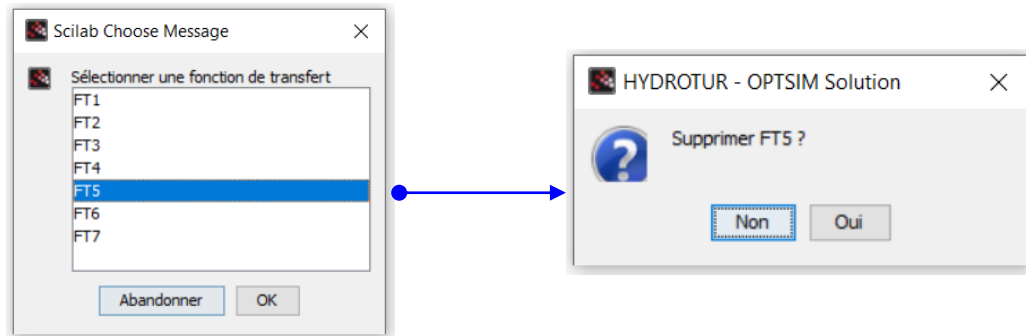 Scilab Choose Message
Sélectionner une fonction de transfert
FT1
FT2
FT3
FT4
FT5
FT6
FT7
Abandonner OK
HYDROTUR - OPTSIM Solution
Supprimer FT5 ?
Non Oui